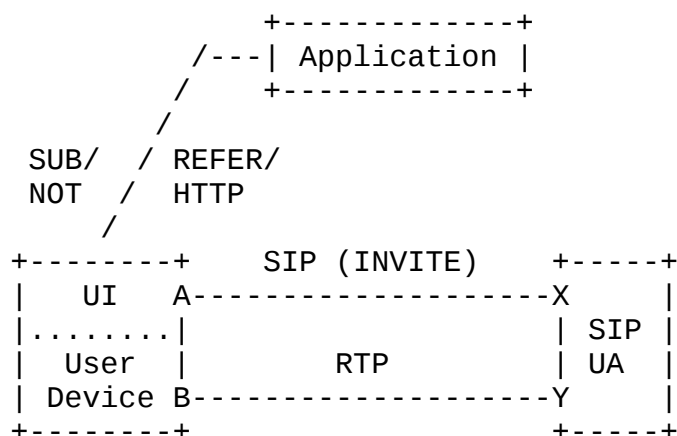 Application
SUB/ REFER/
NOT HTTP
SIP (INVITE)
UI A X
SIP
User RTP UA
Device B Y